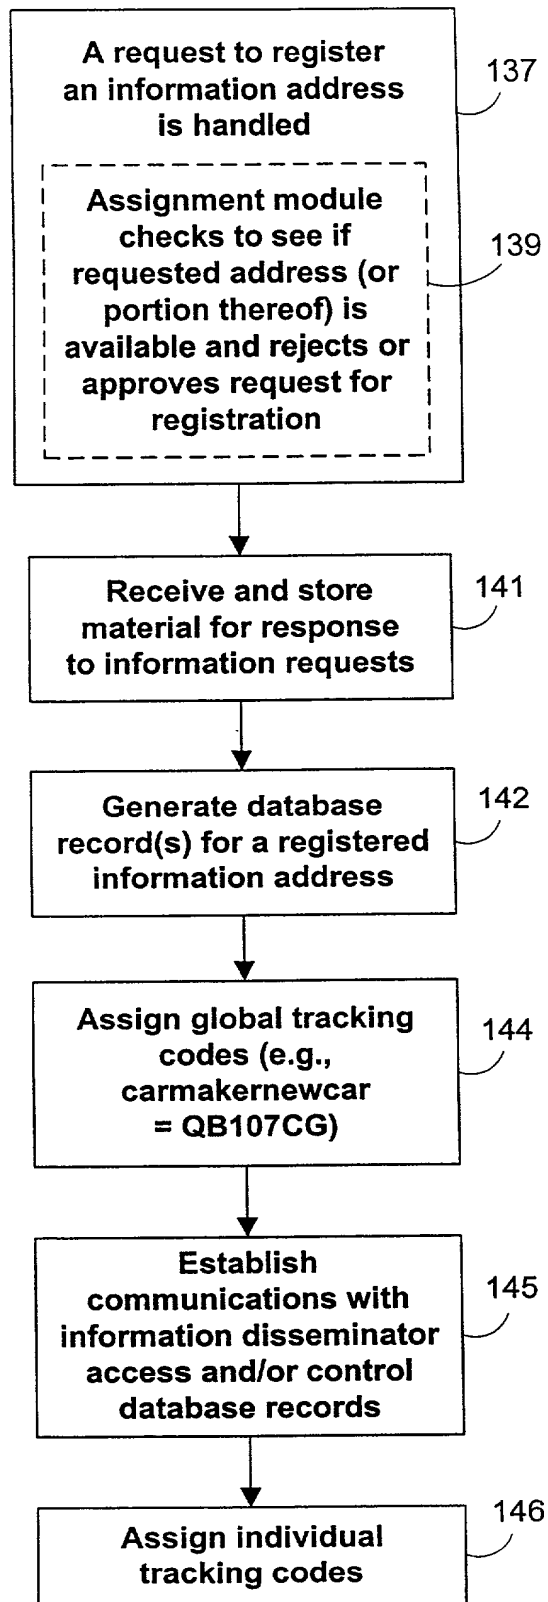 A request to register
an information address
is handled
137
Assignment module
checks to see if
requested address (or
portion thereof) is
available and rejects or
approves request for
registration
139
Receive and store
material for response
to information requests
141
Generate database
record(s) for a registered
information address
142
Assign global tracking
codes (e.g.,
carmakernewcar
= QB107CG)
144
Establish
communications with
information disseminator
access and/or control
database records
145
Assign individual
tracking codes
146